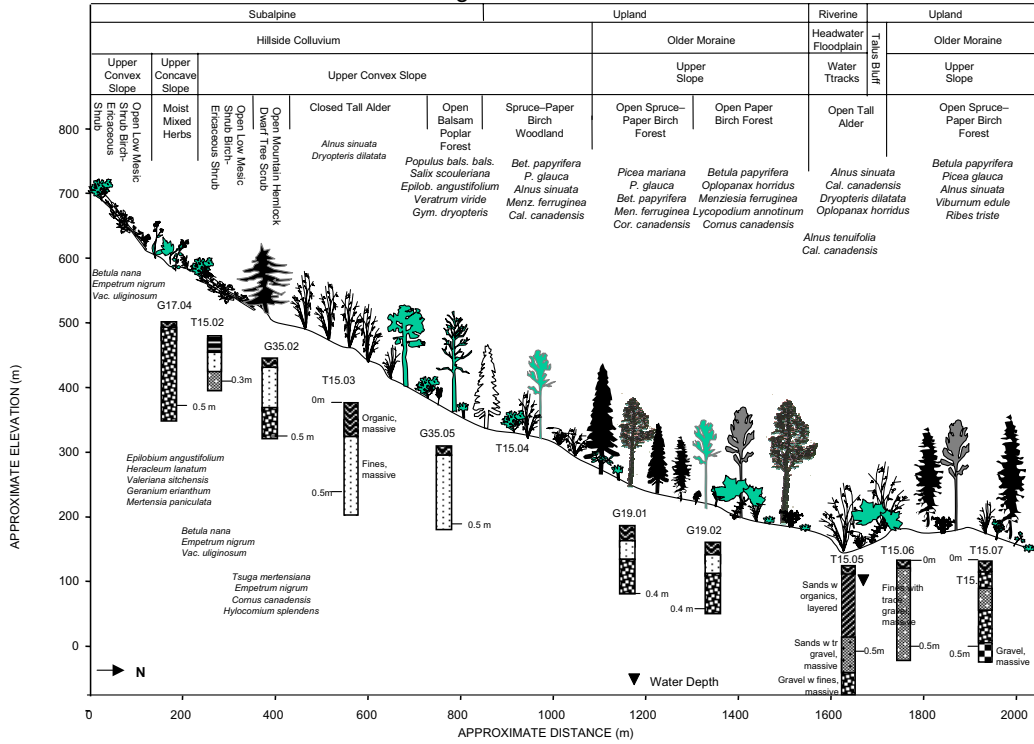 Subalpine
Upland
Riverine
Upland
Hillside Colluvium
Older Moraine
Headwater
Floodplain
Talus Bluff
Older Moraine
Upper
Convex
Slope
Upper
Concave
Slope
Upper Convex Slope
Upper
Slope
Water
Ttracks
Upper
Slope
Open Low Mesic
Shrub Birch-
Ericaceous
Shrub
Moist
Mixed
Herbs
Open Low Mesic
Shrub Birch-
Ericaceous Shrub
Open Mountain Hemlock
Dwarf Tree Scrub
Closed Tall Alder
Open
Balsam
Poplar
Forest
Spruce–Paper
Birch
Woodland
Open Spruce–
Paper Birch
Forest
Open Paper
Birch Forest
Open Tall
Alder
Open Spruce–
Paper Birch
Forest
Alnus sinuata
Dryopteris dilatata
Populus bals. bals.
Salix scouleriana
Epilob. angustifolium
Veratrum viride
Gym. dryopteris
Bet. papyrifera
P. glauca
Alnus sinuata
Menz. ferruginea
Cal. canadensis
Picea mariana
P. glauca
Bet. papyrifera
Men. ferruginea
Cor. canadensis
Betula papyrifera
Oplopanax horridus
Menziesia ferruginea
Lycopodium annotinum
Cornus canadensis
Alnus sinuata
Cal. canadensis
Dryopteris dilatata
Oplopanax horridus
Alnus tenuifolia
Cal. canadensis
Betula papyrifera
Picea glauca
Alnus sinuata
Viburnum edule
Ribes triste
APPROXIMATE ELEVATION (m)
800
700
600
500
400
300
200
100
0
Betula nana
Empetrum nigrum
Vac. uliginosum
G17.04
0.5 m
T15.02
0.3m
G35.02
0.5 m
T15.03
0m
Organic,
massive
Fines,
massive
0.5m
G35.05
0.5 m
T15.04
Epilobium angustifolium
Heracleum lanatum
Valeriana sitchensis
Geranium erianthum
Mertensia paniculata
Betula nana
Empetrum nigrum
Vac. uliginosum
Tsuga mertensiana
Empetrum nigrum
Cornus canadensis
Hylocomium splendens
G19.01
0.4 m
G19.02
0.4 m
T15.05
Sands w
organics,
layered
Sands w tr
gravel,
massive
Gravel w fines,
massive
0.5m
T15.06
0m
Fines with
trace
gravel,
massive
0.5m
T15.07
0m
T15.
0.5m
Gravel,
massive
N
Water Depth
0 200 400 600 800 1000 1200 1400 1600 1800 2000
APPROXIMATE DISTANCE (m)